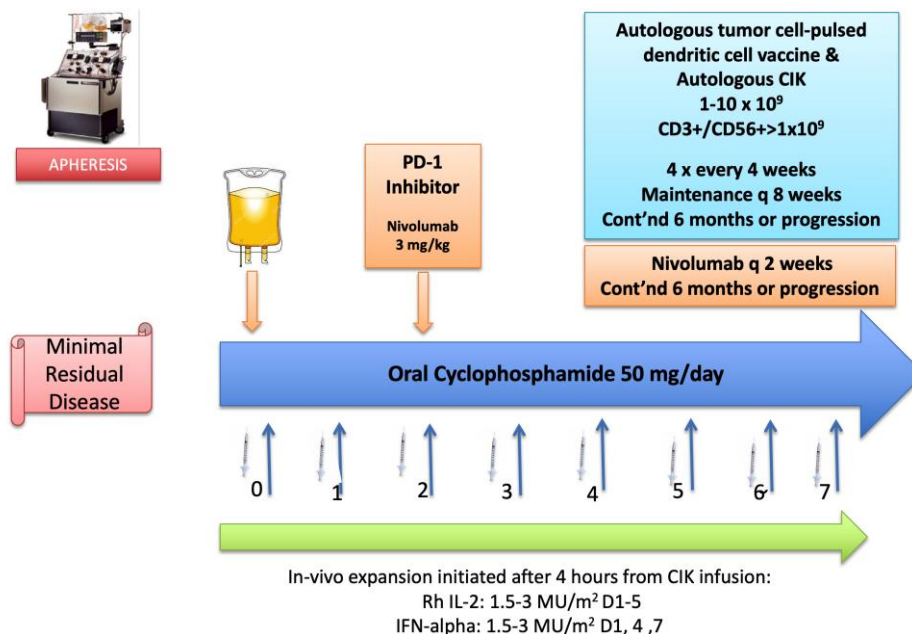 APHERESIS
PD-1
Inhibitor
Nivolumab
3 mg/kg
Autologous tumor cell-pulsed
dendritic cell vaccine &
Autologous CIK
1-10 x 10⁹
CD3+/CD56+>1x10⁹
4 x every 4 weeks
Maintenance q 8 weeks
Cont’nd 6 months or progression
Nivolumab q 2 weeks
Cont’nd 6 months or progression
Minimal
Residual
Disease
Oral Cyclophosphamide 50 mg/day
0 1 2 3 4 5 6 7
In-vivo expansion initiated after 4 hours from CIK infusion:
Rh IL-2: 1.5-3 MU/m² D1-5
IFN-alpha: 1.5-3 MU/m² D1, 4 ,7